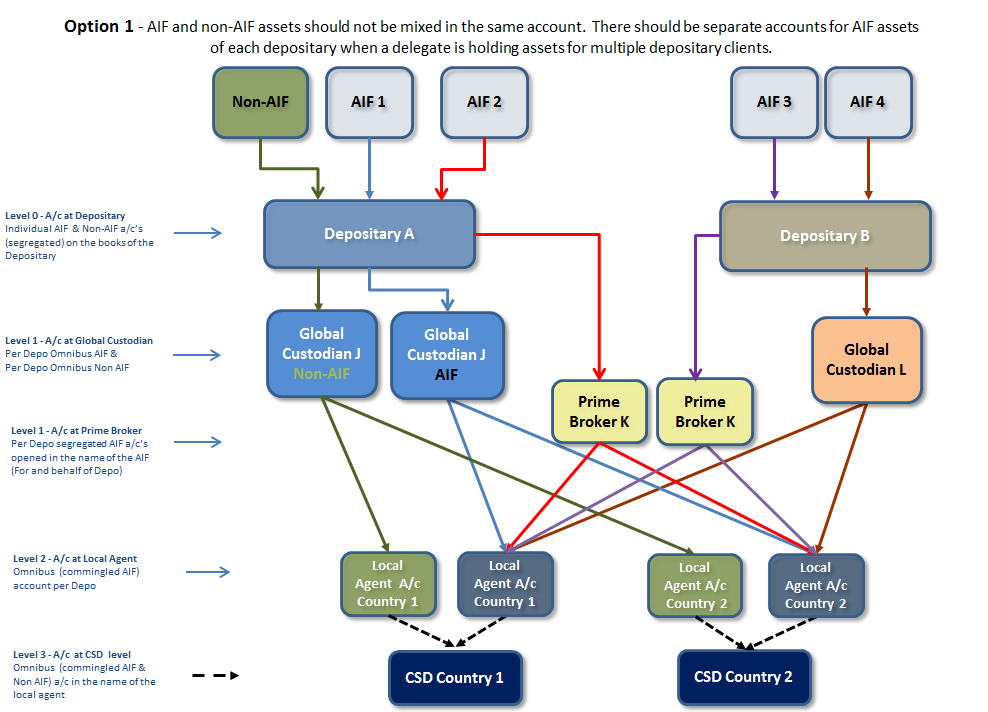 Option 1 - AIF and non-AIF assets should not be mixed in the same account.  There should be separate accounts for AIF assets
of each depositary when a delegate is holding assets for multiple depositary clients.
Non-AIF
AIF 1
AIF 2
AIF 3
AIF 4
Level 0 - A/c at Depositary
Individual AIF & Non-AIF a/c's
(segregated) on the books of the
Depositary
Depositary A
Depositary B
Level 1 - A/c at Global Custodian
Per Depo Omnibus AIF &
Per Depo Omnibus Non AIF
Global
Custodian J
Non-AIF
Global
Custodian J
AIF
Global
Custodian L
Prime
Broker K
Prime
Broker K
Level 1 - A/c at Prime Broker
Per Depo segregated AIF a/c's
opened in the name of the AIF
(For and behalf of Depo)
Level 2 - A/c at Local Agent
Omnibus  (commingled AIF)
account per Depo
Local
Agent  A/c
Country 1
Local
Agent A/c
Country 1
Local
Agent A/c
Country 2
Local
Agent A/c
Country 2
Level 3 - A/c  at CSD  level
Omnibus  (commingled AIF &
Non AIF) a/c in the name of the
local agent
CSD Country 1
CSD Country 2